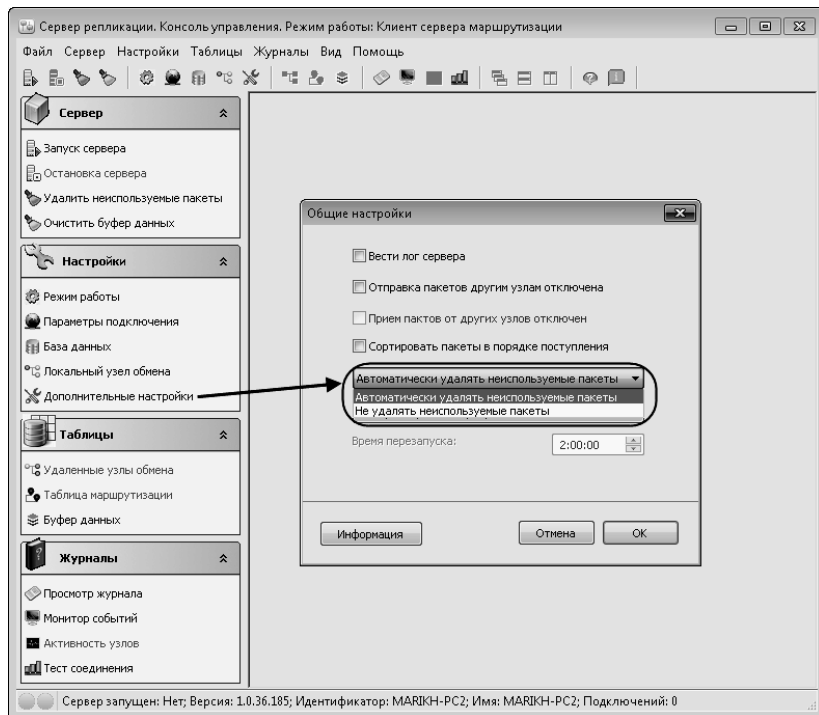 Сервер репликации. Консоль управления. Режим работы: Клиент сервера маршрутизации
Файл Сервер Настройки Таблицы Журналы Вид Помощь
Сервер
Запуск сервера
Остановка сервера
Удалить неиспользуемые пакеты
Очистить буфер данных
Настройки
Режим работы
Параметры подключения
База данных
Локальный узел обмена
Дополнительные настройки
Таблицы
Удаленные узлы обмена
Таблица маршрутизации
Буфер данных
Журналы
Просмотр журнала
Монитор событий
Активность узлов
Тест соединения
Общие настройки
Вести лог сервера
Отправка пакетов другим узлам отключена
Прием пактов от других узлов отключен
Сортировать пакеты в порядке поступления
Автоматически удалять неиспользуемые пакеты
Автоматически удалять неиспользуемые пакеты
Не удалять неиспользуемые пакеты
Время перезапуска: 2:00:00
Информация Отмена OK
Сервер запущен: Нет; Версия: 1.0.36.185; Идентификатор: MARIKH-PC2; Имя: MARIKH-PC2; Подключений: 0